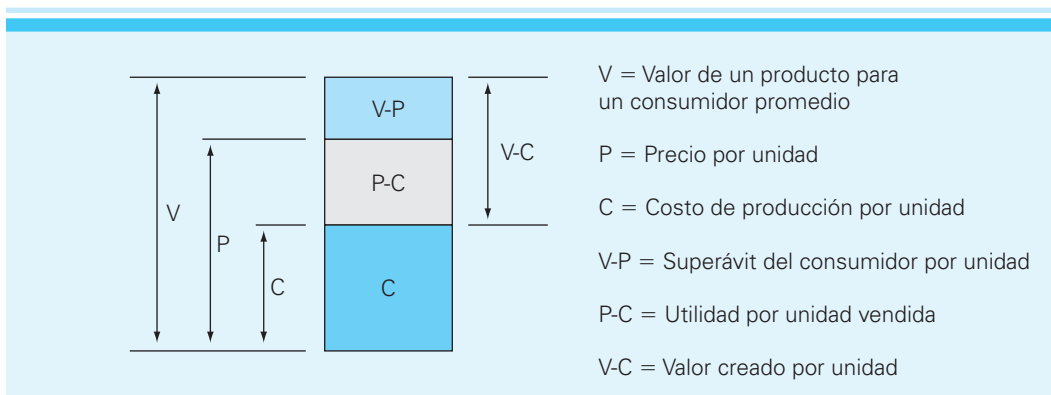 V
P
C
V-P
P-C
C
V-C
V = Valor de un producto para
un consumidor promedio
P = Precio por unidad
C = Costo de producción por unidad
V-P = Superávit del consumidor por unidad
P-C = Utilidad por unidad vendida
V-C = Valor creado por unidad